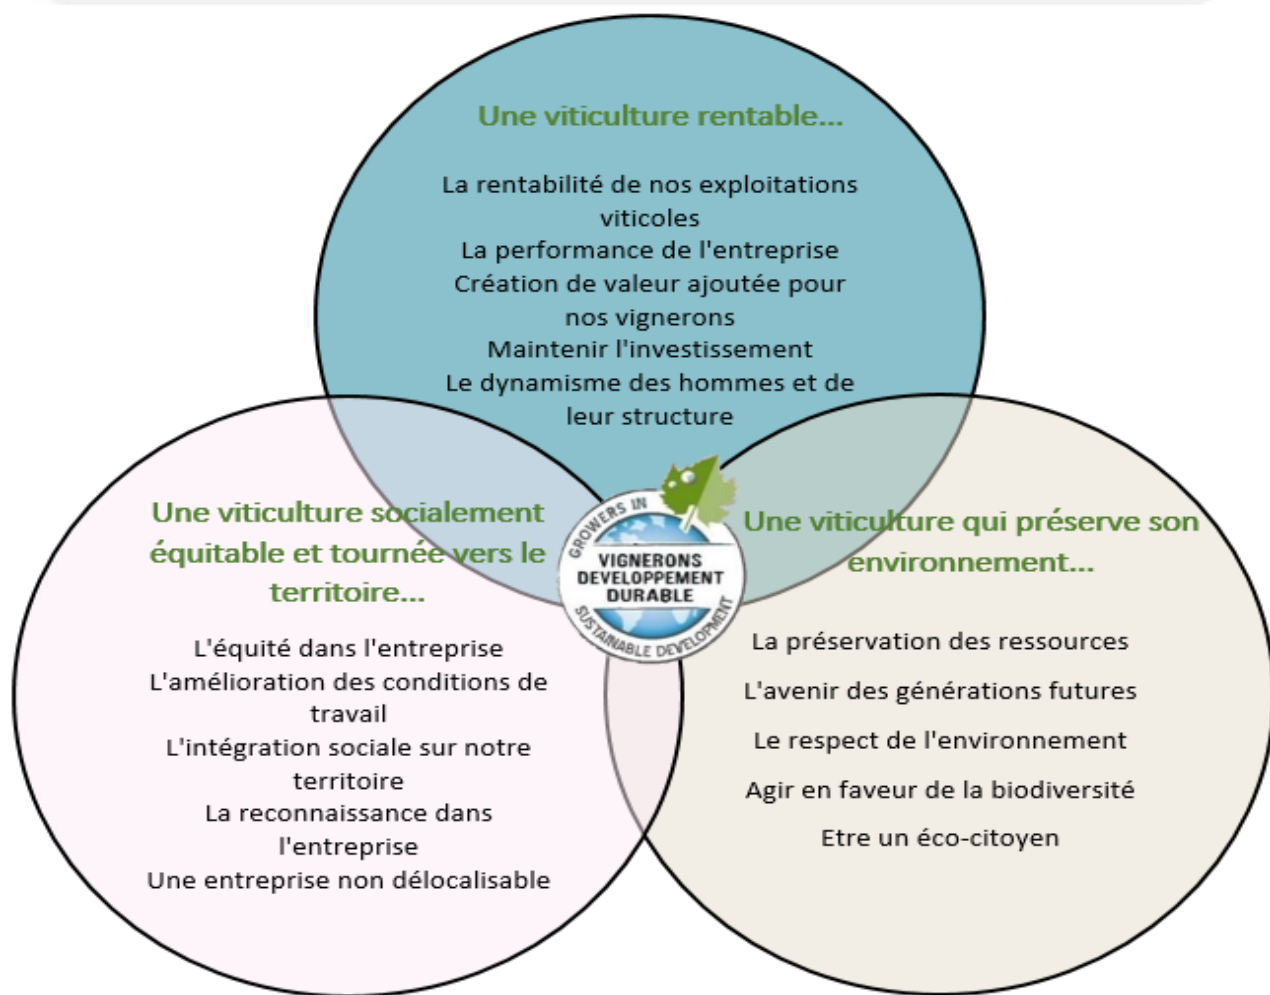 Une viticulture rentable...
La rentabilité de nos exploitations
viticoles
La performance de l'entreprise
Création de valeur ajoutée pour
nos vignerons
Maintenir l'investissement
Le dynamisme des hommes et de
leur structure
Une viticulture socialement
équitable et tournée vers le
territoire...
L'équité dans l'entreprise
L'amélioration des conditions de
travail
L'intégration sociale sur notre
territoire
La reconnaissance dans
l'entreprise
Une entreprise non délocalisable
GROWERS IN
VIGNERONS
DEVELOPPEMENT
DURABLE
SUSTAINABLE DEVELOPMENT
Une viticulture qui préserve son
environnement...
La préservation des ressources
L'avenir des générations futures
Le respect de l'environnement
Agir en faveur de la biodiversité
Etre un éco-citoyen